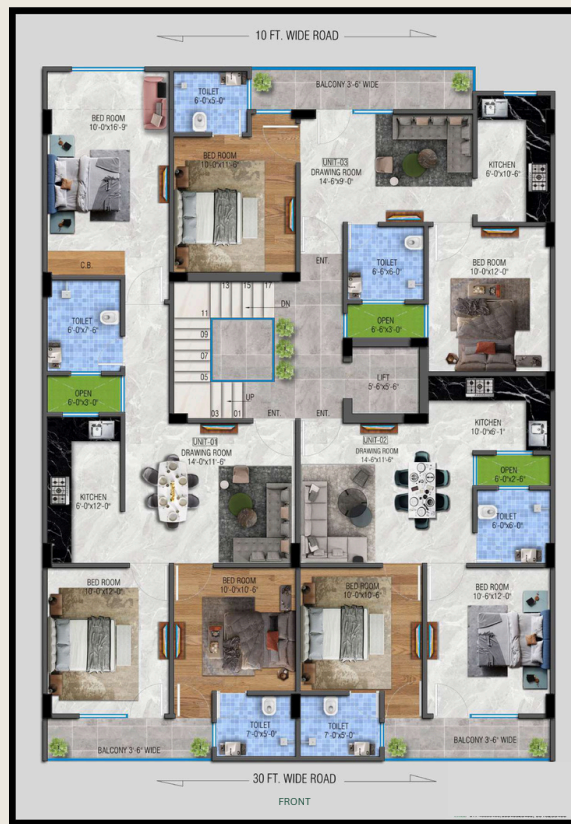 10 FT. WIDE ROAD
BALCONY 3'-6" WIDE
TOILET
6'-0"x5'-0"
BED ROOM
10'-0"x16'-9"
BED ROOM
10'-0"x11'-6"
UNIT-03
DRAWING ROOM
14'-6"x9'-0"
KITCHEN
6'-0"x10'-6"
C.B.
ENT.
TOILET
6'-6"x6'-0"
BED ROOM
10'-0"x12'-0"
13
15
17
DN
11
09
07
05
03
01
UP
TOILET
6'-0"x7'-6"
OPEN
6'-6"x3'-0"
OPEN
6'-0"x3'-0"
LIFT
5'-6"x5'-6"
ENT.
ENT.
KITCHEN
10'-0"x6'-1"
UNIT-01
DRAWING ROOM
14'-0"x11'-6"
UNIT-02
DRAWING ROOM
14'-6"x11'-6"
OPEN
6'-0"x2'-6"
KITCHEN
6'-0"x12'-0"
TOILET
6'-0"x6'-0"
BED ROOM
10'-0"x12'-0"
BED ROOM
10'-0"x10'-6"
BED ROOM
10'-0"x10'-6"
BED ROOM
10'-6"x12'-0"
TOILET
7'-0"x5'-0"
TOILET
7'-0"x5'-0"
BALCONY 3'-6" WIDE
BALCONY 3'-6" WIDE
30 FT. WIDE ROAD
FRONT